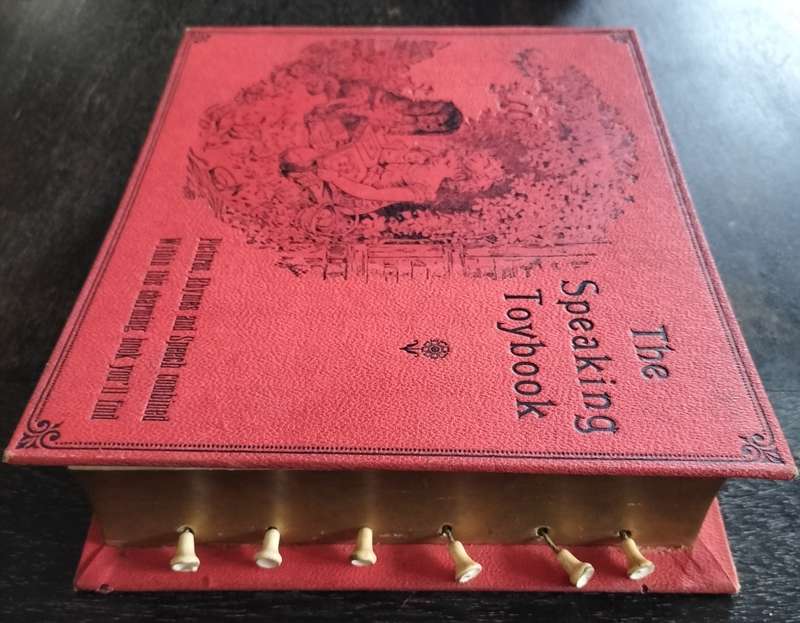 The
Speaking
Toybook
Pictures, Rhymes and Speech combined
Within this charming book you'll find